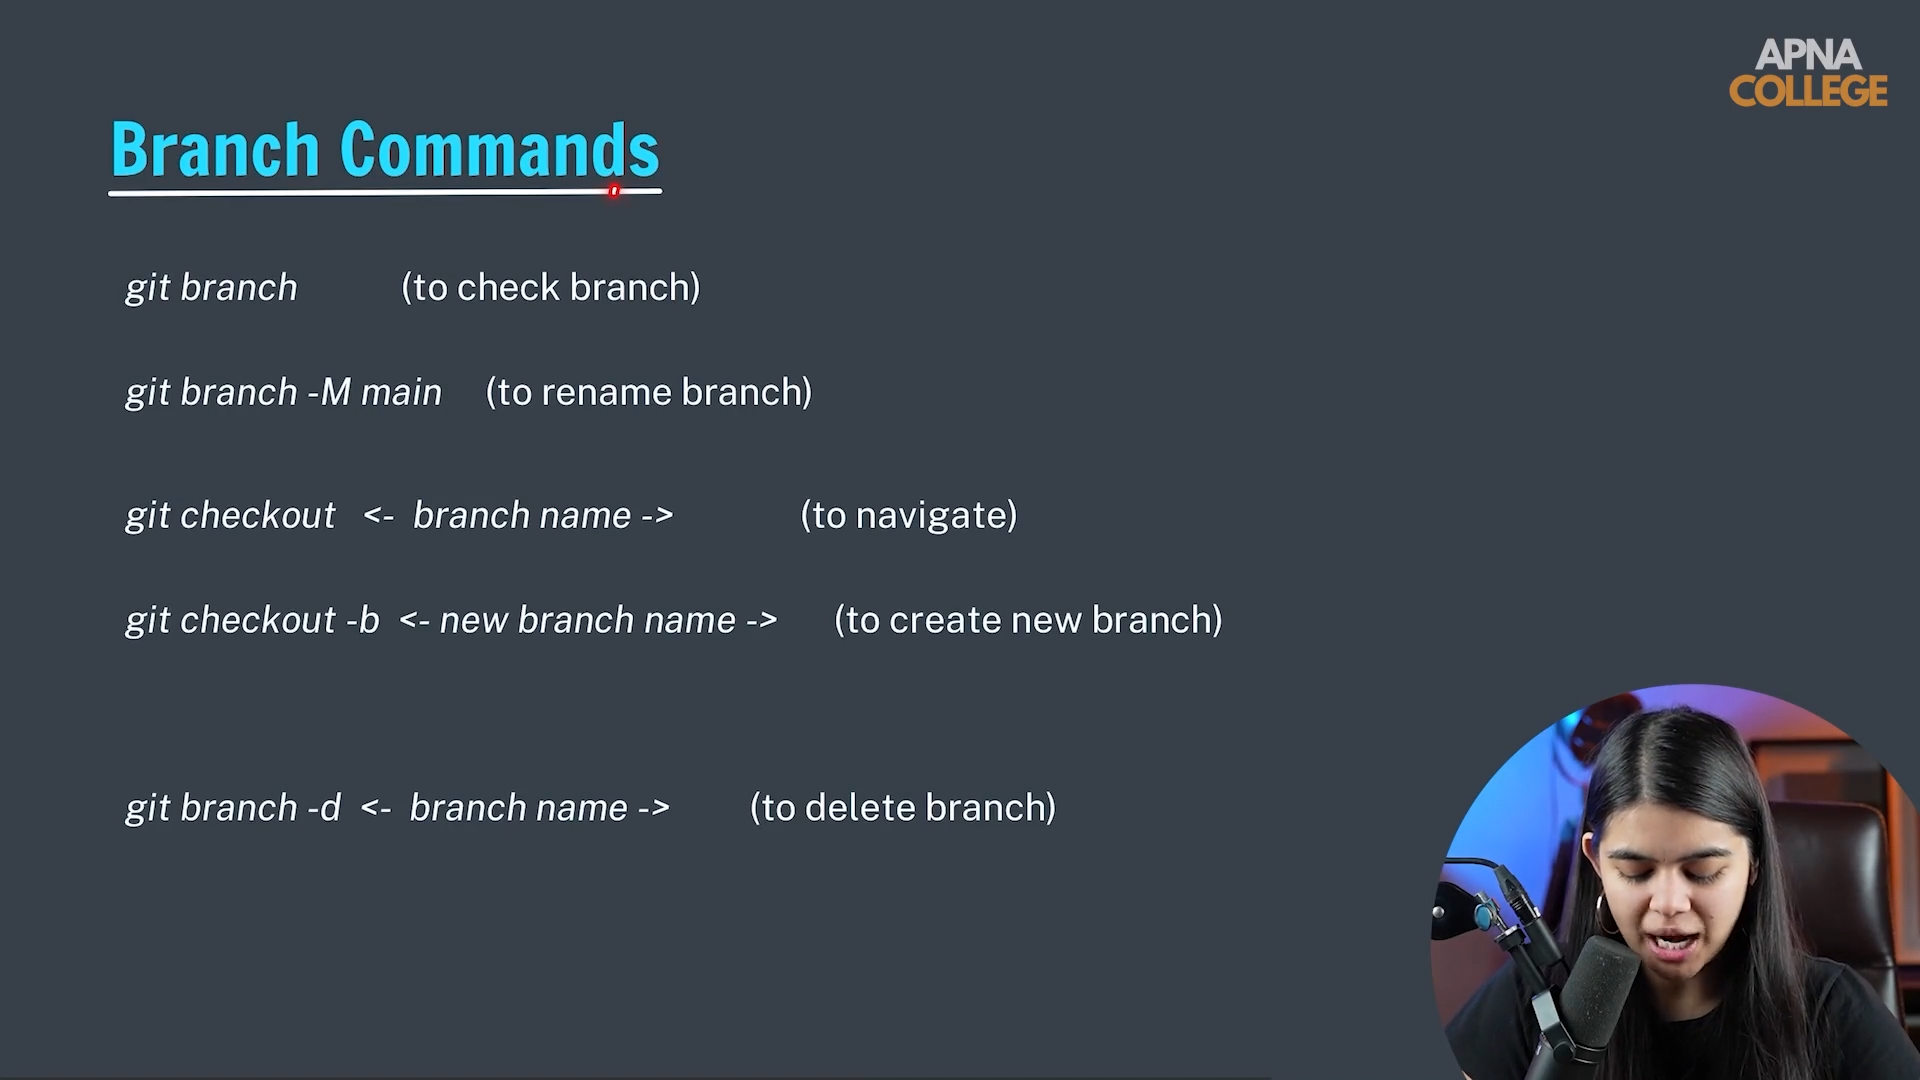 APNA
COLLEGE
Branch Commands
git branch (to check branch)
git branch -M main (to rename branch)
git checkout <- branch name -> (to navigate)
git checkout -b <- new branch name -> (to create new branch)
git branch -d <- branch name -> (to delete branch)